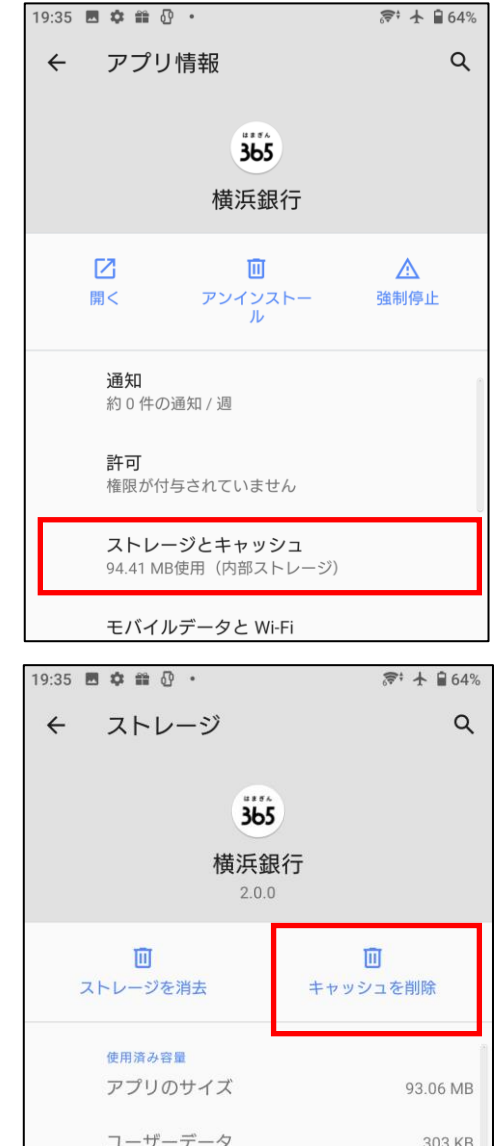 19:35 64%
アプリ情報
はまぎん
365
横浜銀行
開く アンインストー 強制停止
ル
通知
約 0 件の通知 / 週
許可
権限が付与されていません
ストレージとキャッシュ
94.41 MB使用（内部ストレージ）
モバイルデータと Wi-Fi
19:35 64%
ストレージ
はまぎん
365
横浜銀行
2.0.0
ストレージを消去 キャッシュを削除
使用済み容量
アプリのサイズ 93.06 MB
ユーザーデータ 303 KB